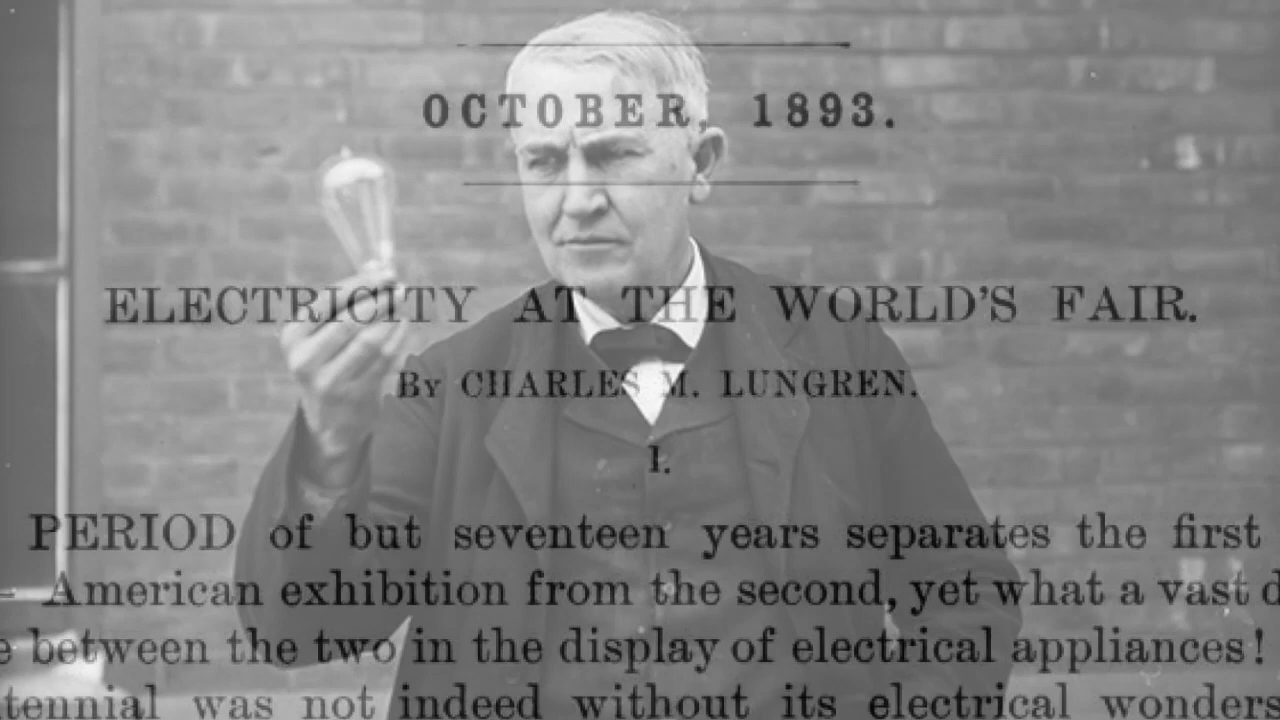 OCTOBER, 1893.
ELECTRICITY AT THE WORLD'S FAIR.
By CHARLES M. LUNGREN.
I.
PERIOD of but seventeen years separates the first
American exhibition from the second, yet what a vast d
e between the two in the display of electrical appliances!
tennial was not indeed without its electrical wonders